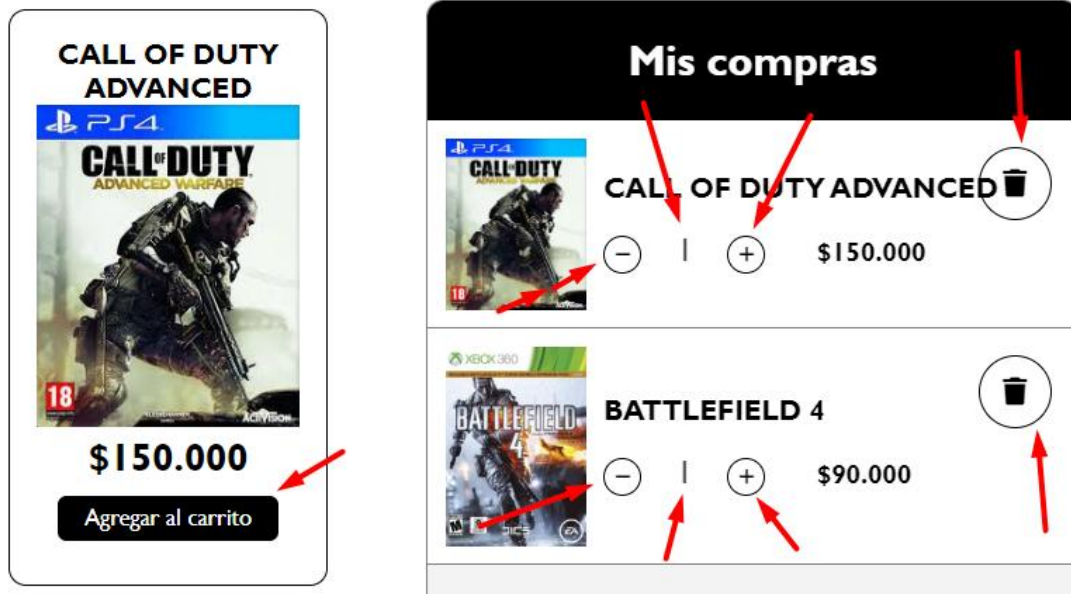 CALL OF DUTY
ADVANCED
PS4
CALL OF DUTY
ADVANCED WARFARE
18
ACTIVISION
$150.000
Agregar al carrito
Mis compras
PS4
CALL OF DUTY
ADVANCED WARFARE
18
ACTIVISION
CALL OF DUTY ADVANCED
− 1 + $150.000
XBOX 360
BATTLEFIELD
4
M
DICE
EA
BATTLEFIELD 4
− 1 + $90.000